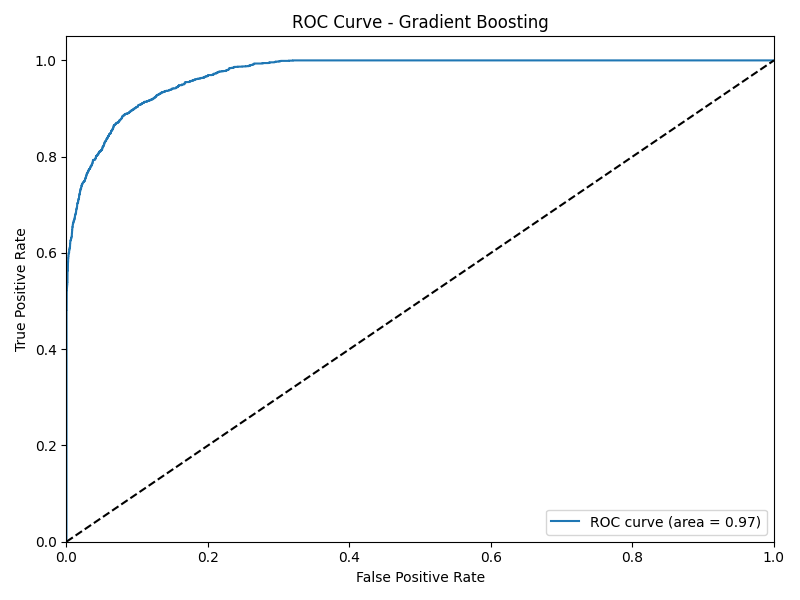 ROC Curve - Gradient Boosting
1.0
0.8
0.6
0.4
0.2
0.0
True Positive Rate
ROC curve (area = 0.97)
0.0 0.2 0.4 0.6 0.8 1.0
False Positive Rate